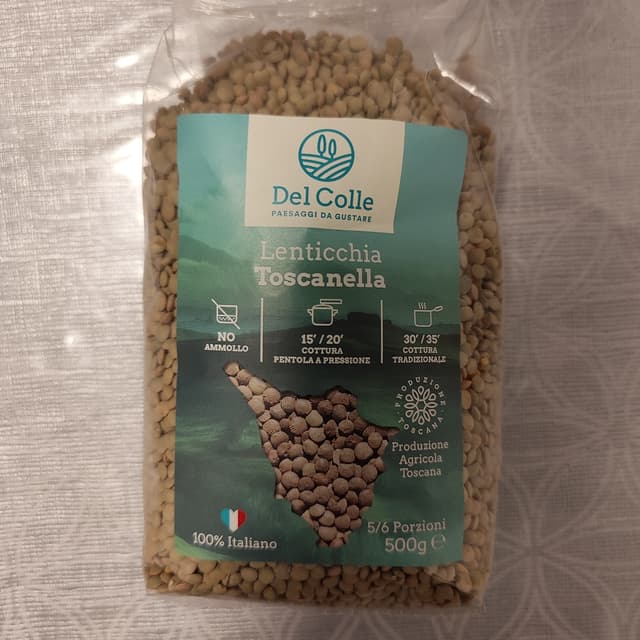 Del Colle
PAESAGGI DA GUSTARE
Lenticchia
Toscanella
NO
AMMOLLO
15'/20'
COTTURA
PENTOLA A PRESSIONE
30'/35'
COTTURA
TRADIZIONALE
PRODUZIONE
TOSCANA
Produzione
Agricola
Toscana
100% Italiano
5/6 Porzioni
500g e